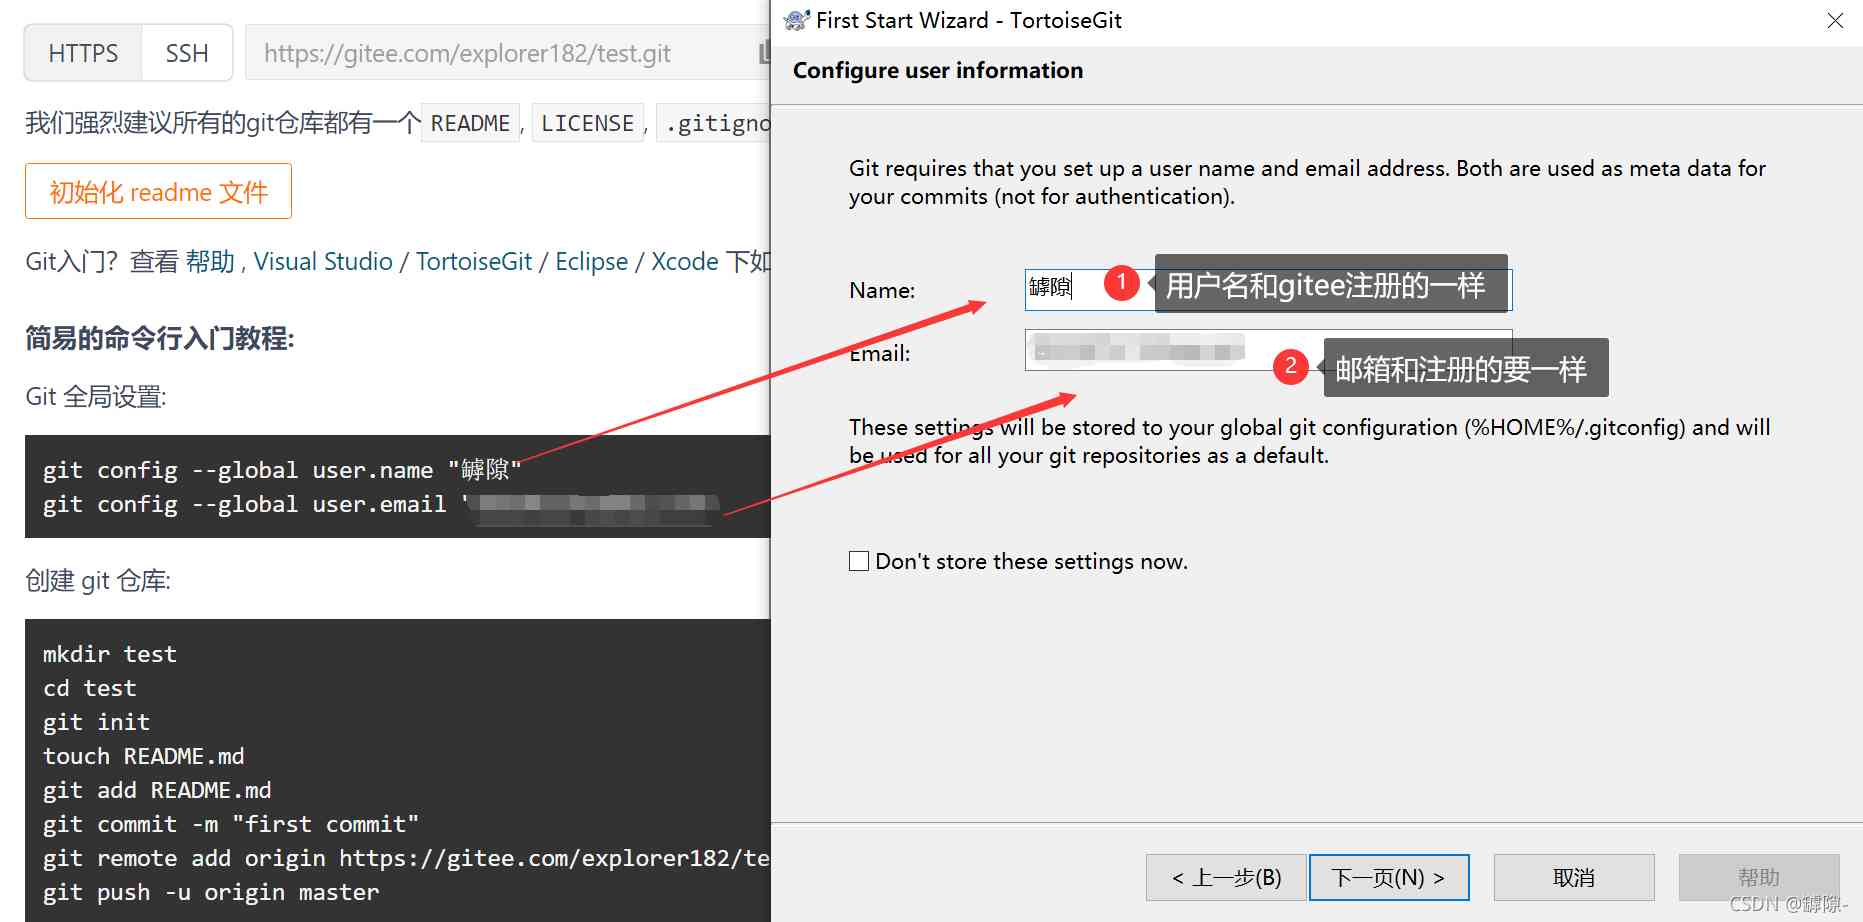 HTTPS SSH https://gitee.com/explorer182/test.git
我们强烈建议所有的git仓库都有一个 README , LICENSE , .gitigno
初始化 readme 文件
Git入门？查看 帮助 , Visual Studio / TortoiseGit / Eclipse / Xcode 下如
简易的命令行入门教程:
Git 全局设置:
git config --global user.name "罅隙"
git config --global user.email "
创建 git 仓库:
mkdir test
cd test
git init
touch README.md
git add README.md
git commit -m "first commit"
git remote add origin https://gitee.com/explorer182/te
git push -u origin master
First Start Wizard - TortoiseGit
Configure user information
Git requires that you set up a user name and email address. Both are used as meta data for
your commits (not for authentication).
Name: 罅隙 1 用户名和gitee注册的一样
Email: 2 邮箱和注册的要一样
These settings will be stored to your global git configuration (%HOME%/.gitconfig) and will
be used for all your git repositories as a default.
Don't store these settings now.
< 上一步(B) 下一页(N) > 取消 帮助
CSDN @罅隙-